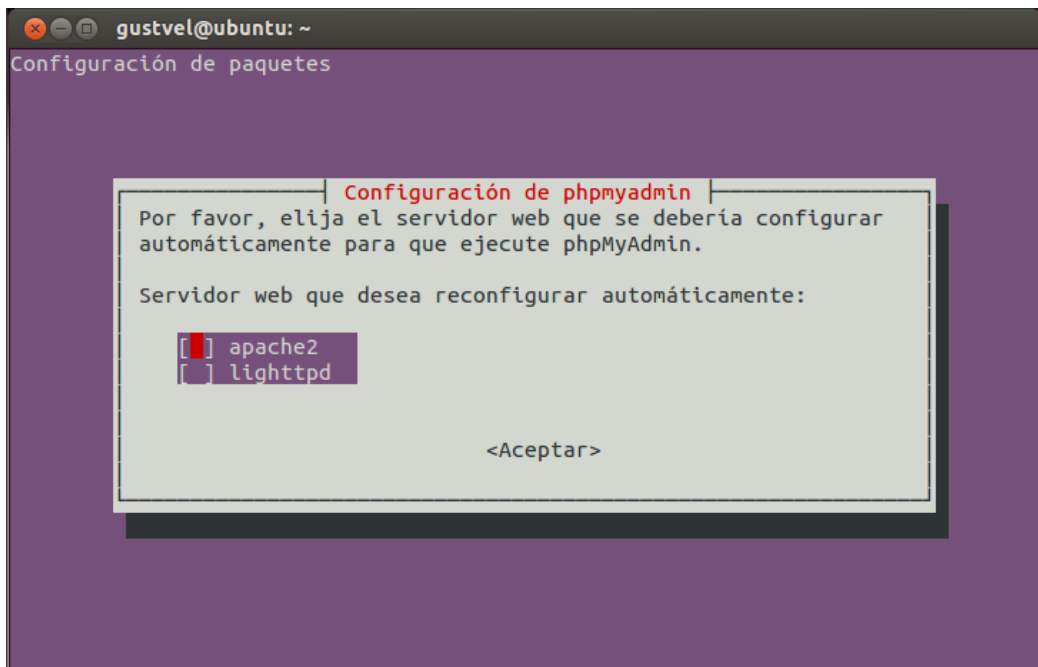 gustvel@ubuntu: ~
Configuración de paquetes
Configuración de phpmyadmin
Por favor, elija el servidor web que se debería configurar
automáticamente para que ejecute phpMyAdmin.
Servidor web que desea reconfigurar automáticamente:
[ ] apache2
[ ] lighttpd
<Aceptar>